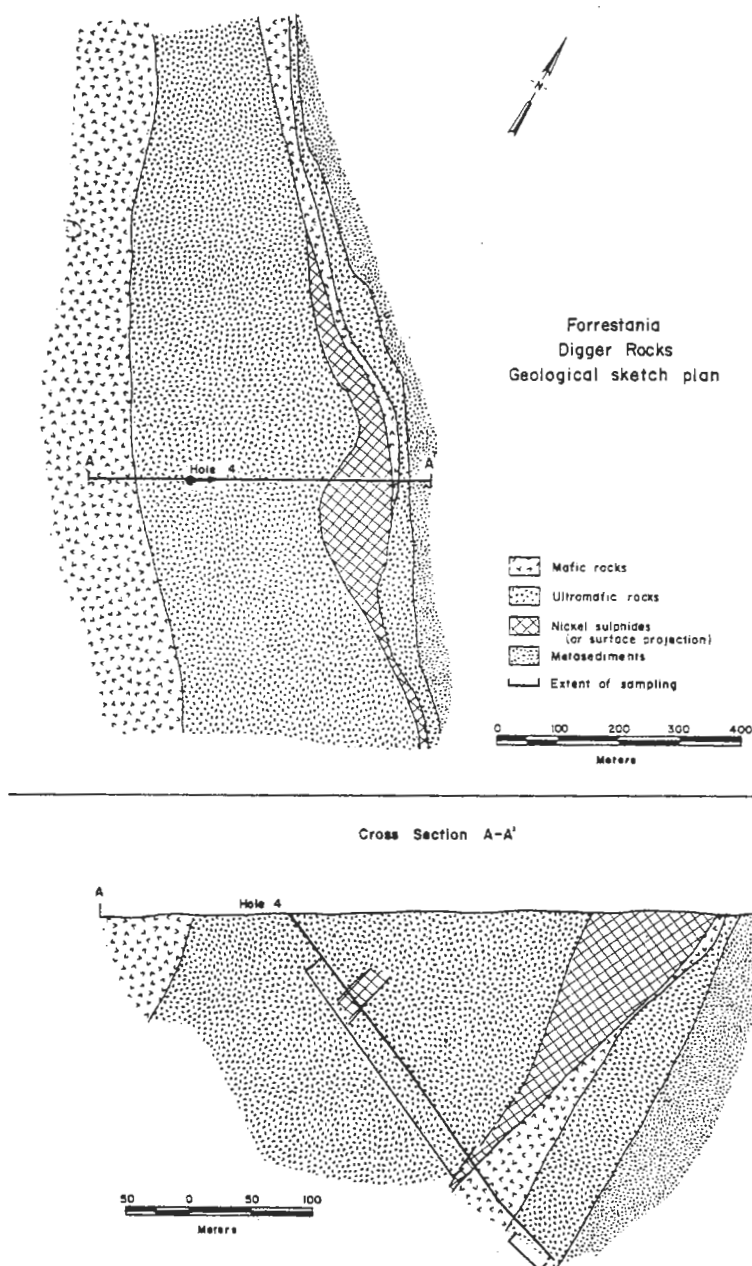 N
Forrestania
Digger Rocks
Geological sketch plan
A
Hole 4
A'
Mafic rocks
Ultramafic rocks
Nickel sulphides
(or surface projection)
Metasediments
Extent of sampling
0 100 200 300 400
Meters
Cross Section A-A'
A
Hole 4
50 0 50 100
Meters